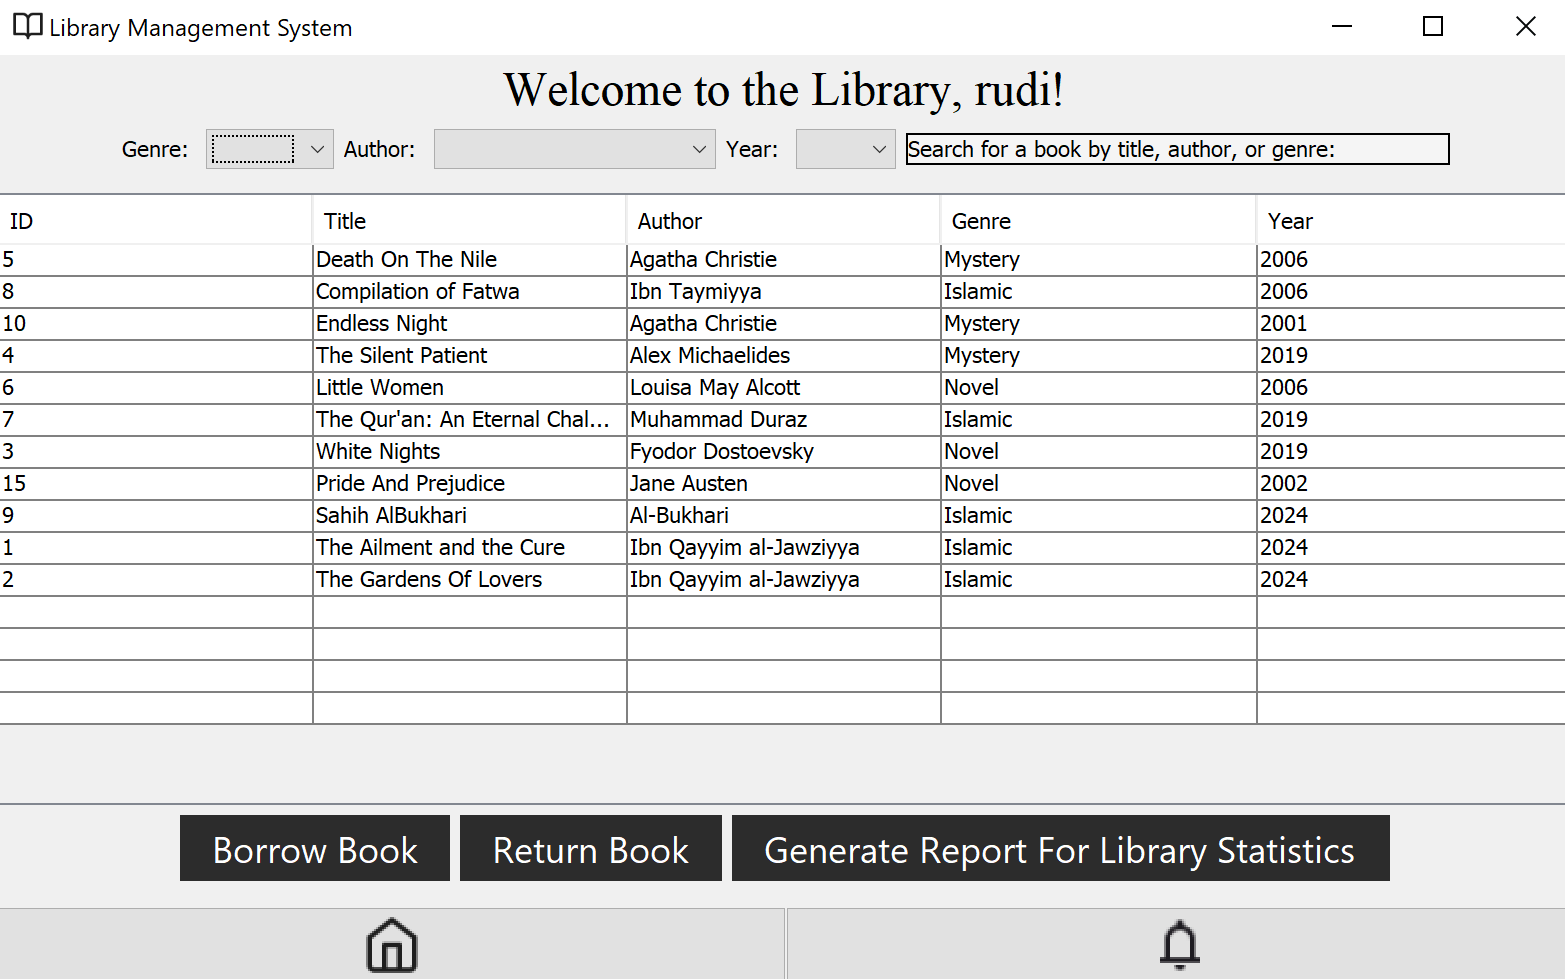 Library Management System
Welcome to the Library, rudi!
Genre: Author: Year: Search for a book by title, author, or genre:
ID Title Author Genre Year
5 Death On The Nile Agatha Christie Mystery 2006
8 Compilation of Fatwa Ibn Taymiyya Islamic 2006
10 Endless Night Agatha Christie Mystery 2001
4 The Silent Patient Alex Michaelides Mystery 2019
6 Little Women Louisa May Alcott Novel 2006
7 The Qur'an: An Eternal Chal... Muhammad Duraz Islamic 2019
3 White Nights Fyodor Dostoevsky Novel 2019
15 Pride And Prejudice Jane Austen Novel 2002
9 Sahih AlBukhari Al-Bukhari Islamic 2024
1 The Ailment and the Cure Ibn Qayyim al-Jawziyya Islamic 2024
2 The Gardens Of Lovers Ibn Qayyim al-Jawziyya Islamic 2024
Borrow Book Return Book Generate Report For Library Statistics